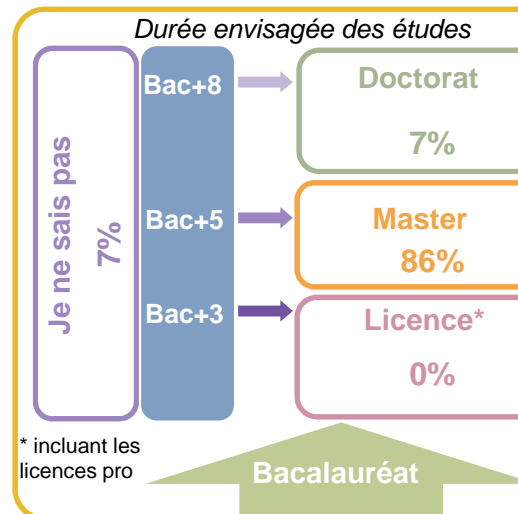 Durée envisagée des études
Je ne sais pas
7%
Bac+8
Doctorat
7%
Bac+5
Master
86%
Bac+3
Licence*
0%
* incluant les
licences pro
Bacalauréat